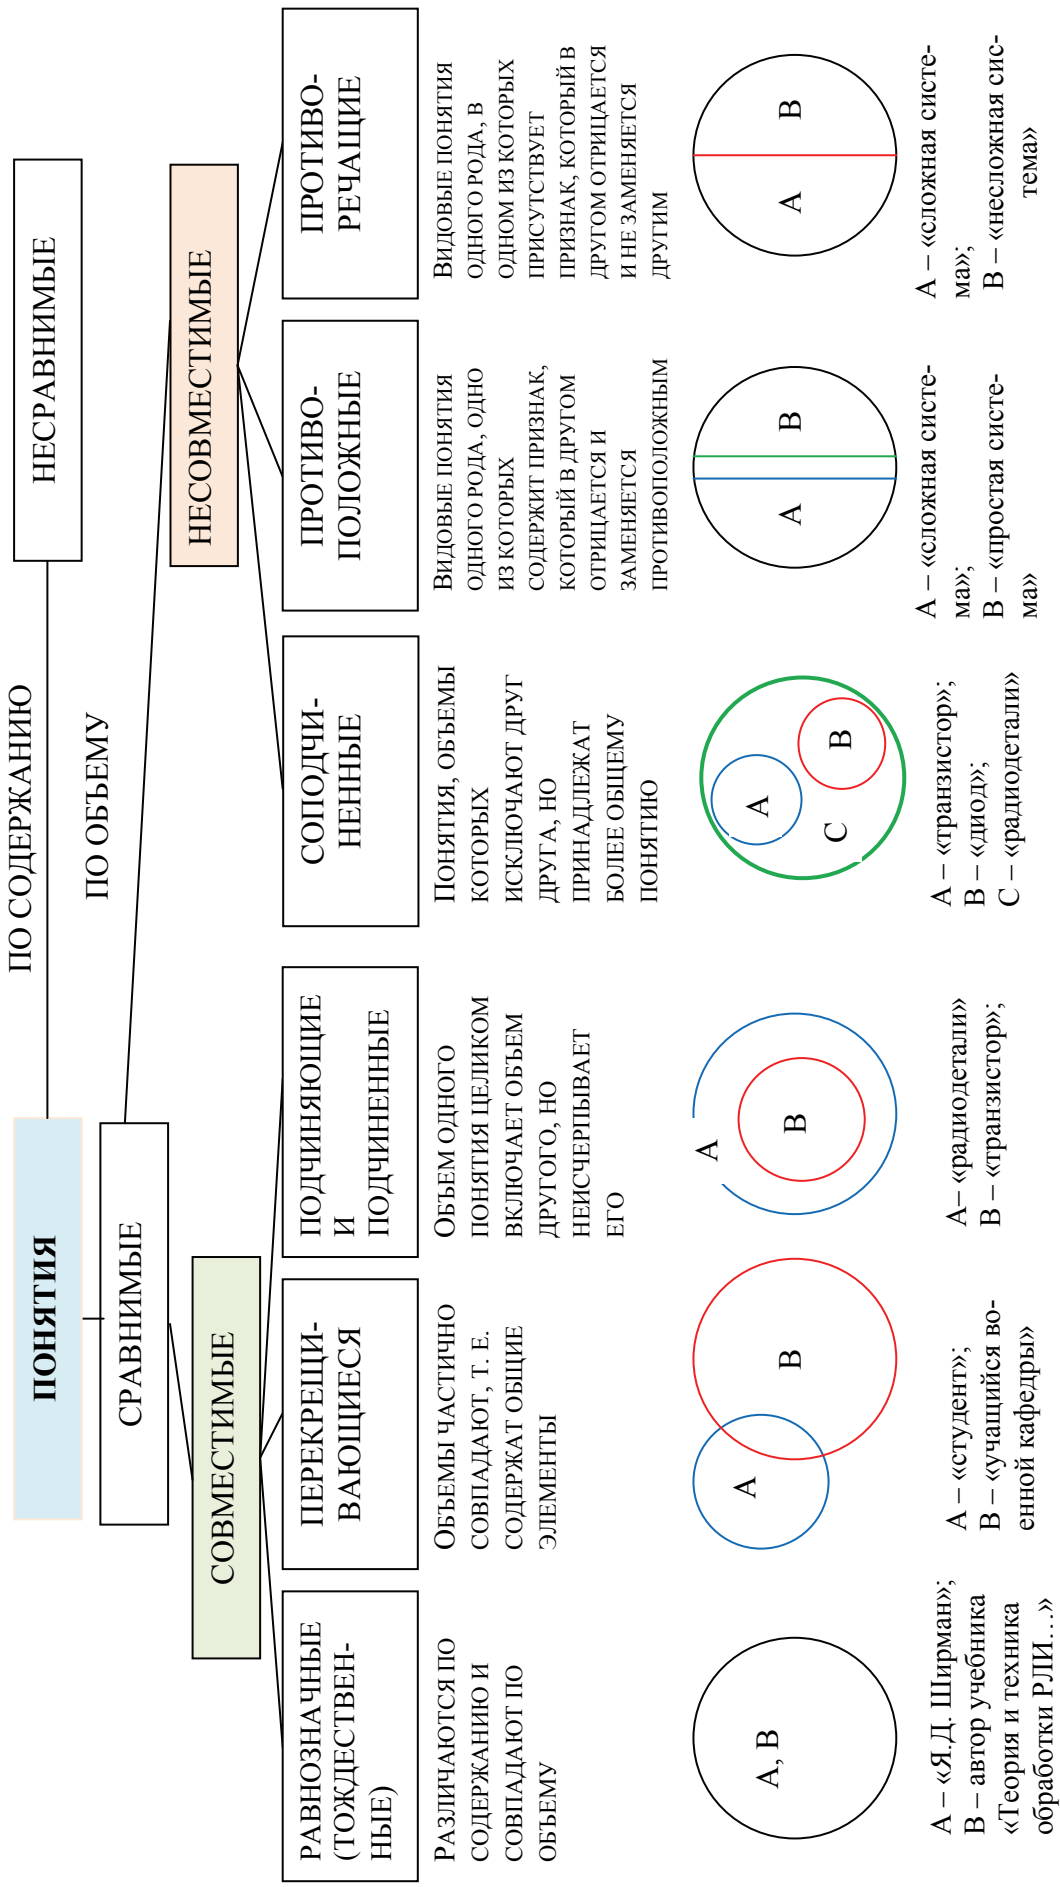 ПО СОДЕРЖАНИЮ
ПОНЯТИЯ
НЕСРАВНИМЫЕ
ПО ОБЪЕМУ
СРАВНИМЫЕ
СОВМЕСТИМЫЕ
НЕСОВМЕСТИМЫЕ
РАВНОЗНАЧНЫЕ
(ТОЖДЕСТВЕН-
НЫЕ)
ПЕРЕКРЕЩИ-
ВАЮЩИЕСЯ
ПОДЧИНЯЮЩИЕ
И
ПОДЧИНЕННЫЕ
СОПОДЧИ-
НЕННЫЕ
ПРОТИВО-
ПОЛОЖНЫЕ
ПРОТИВО-
РЕЧАЩИЕ
РАЗЛИЧАЮТСЯ ПО
СОДЕРЖАНИЮ И
СОВПАДАЮТ ПО
ОБЪЕМУ
ОБЪЕМЫ ЧАСТИЧНО
СОВПАДАЮТ, Т. Е.
СОДЕРЖАТ ОБЩИЕ
ЭЛЕМЕНТЫ
ОБЪЕМ ОДНОГО
ПОНЯТИЯ ЦЕЛИКОМ
ВКЛЮЧАЕТ ОБЪЕМ
ДРУГОГО, НО
НЕИСЧЕРПЫВАЕТ
ЕГО
ПОНЯТИЯ, ОБЪЕМЫ
КОТОРЫХ
ИСКЛЮЧАЮТ ДРУГ
ДРУГА, НО
ПРИНАДЛЕЖАТ
БОЛЕЕ ОБЩЕМУ
ПОНЯТИЮ
ВИДОВЫЕ ПОНЯТИЯ
ОДНОГО РОДА, ОДНО
ИЗ КОТОРЫХ
СОДЕРЖИТ ПРИЗНАК,
КОТОРЫЙ В ДРУГОМ
ОТРИЦАЕТСЯ И
ЗАМЕНЯЕТСЯ
ПРОТИВОПОЛОЖНЫМ
ВИДОВЫЕ ПОНЯТИЯ
ОДНОГО РОДА, В
ОДНОМ ИЗ КОТОРЫХ
ПРИСУТСТВУЕТ
ПРИЗНАК, КОТОРЫЙ В
ДРУГОМ ОТРИЦАЕТСЯ
И НЕ ЗАМЕНЯЕТСЯ
ДРУГИМ
A, B
A
B
A
B
A
B
C
A
B
A
B
А – «Я.Д. Ширман»;
В – автор учебника
«Теория и техника
обработки РЛИ…»
А – «студент»;
В – «учащийся во-
енной кафедры»
А– «радиодетали»
В – «транзистор»;
А – «транзистор»;
В – «диод»;
С – «радиодетали»
А – «сложная систе-
ма»;
В – «простая систе-
ма»
А – «сложная систе-
ма»;
В – «несложная сис-
тема»